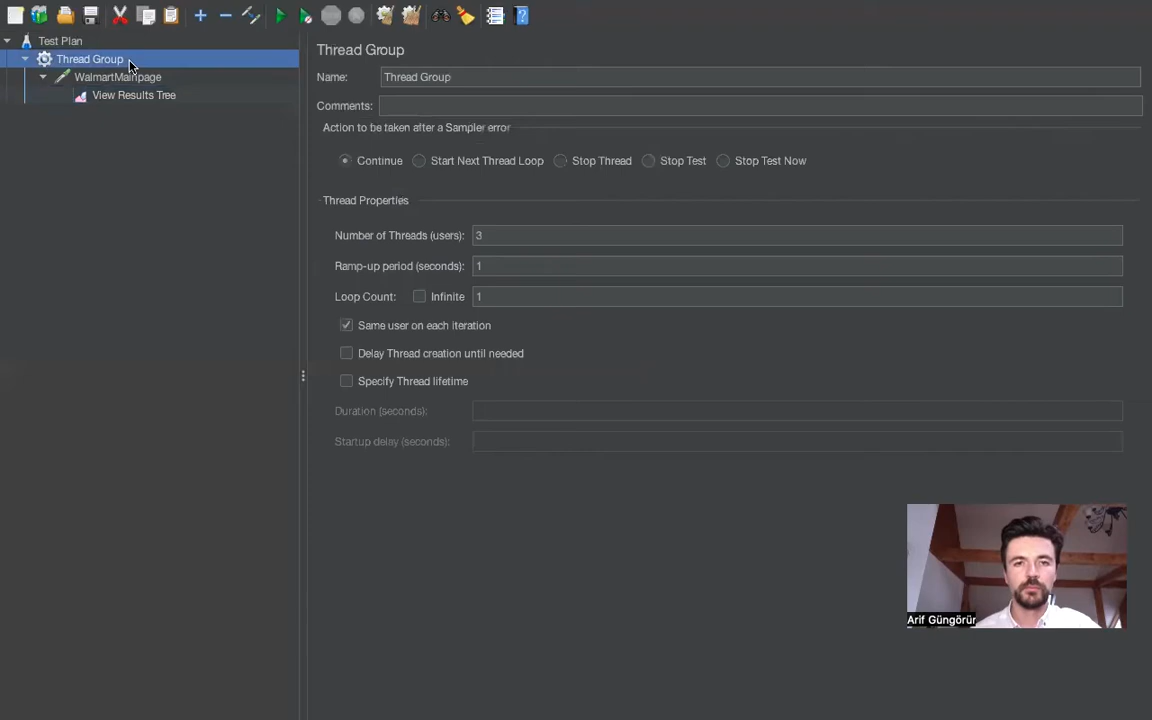 Test Plan
Thread Group
WalmartMainpage
View Results Tree
Thread Group
Name: Thread Group
Comments:
Action to be taken after a Sampler error
Continue Start Next Thread Loop Stop Thread Stop Test Stop Test Now
Thread Properties
Number of Threads (users): 3
Ramp-up period (seconds): 1
Loop Count: Infinite 1
Same user on each iteration
Delay Thread creation until needed
Specify Thread lifetime
Duration (seconds):
Startup delay (seconds):
Arif Güngörür